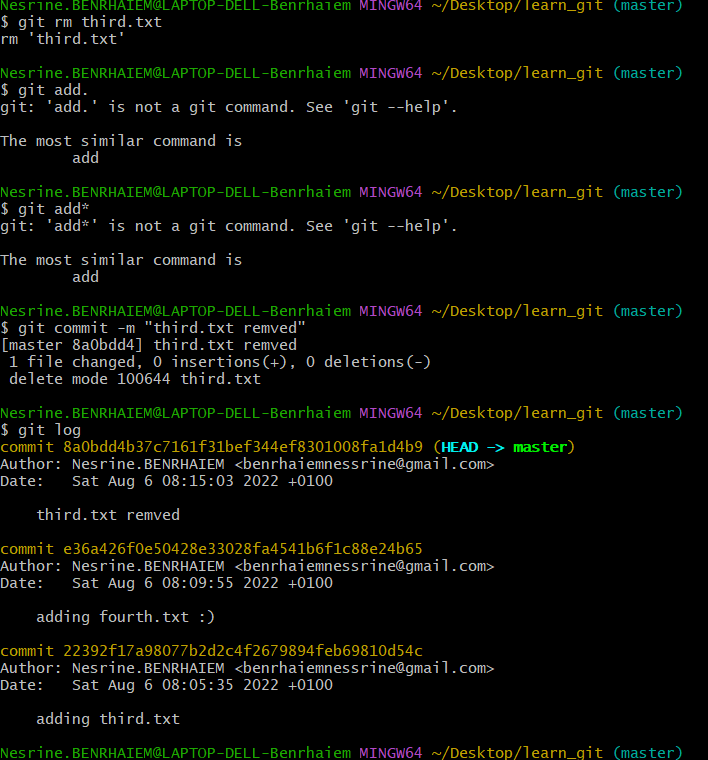 Nesrine.BENRHAIEM@LAPTOP-DELL-Benrhaiem MINGW64 ~/Desktop/learn_git (master)
$ git rm third.txt
rm 'third.txt'
Nesrine.BENRHAIEM@LAPTOP-DELL-Benrhaiem MINGW64 ~/Desktop/learn_git (master)
$ git add.
git: 'add.' is not a git command. See 'git --help'.
The most similar command is
add
Nesrine.BENRHAIEM@LAPTOP-DELL-Benrhaiem MINGW64 ~/Desktop/learn_git (master)
$ git add*
git: 'add*' is not a git command. See 'git --help'.
The most similar command is
add
Nesrine.BENRHAIEM@LAPTOP-DELL-Benrhaiem MINGW64 ~/Desktop/learn_git (master)
$ git commit -m "third.txt remved"
[master 8a0bdd4] third.txt remved
1 file changed, 0 insertions(+), 0 deletions(-)
delete mode 100644 third.txt
Nesrine.BENRHAIEM@LAPTOP-DELL-Benrhaiem MINGW64 ~/Desktop/learn_git (master)
$ git log
commit 8a0bdd4b37c7161f31bef344ef8301008fa1d4b9 (HEAD -> master)
Author: Nesrine.BENRHAIEM <benrhaiemnessrine@gmail.com>
Date: Sat Aug 6 08:15:03 2022 +0100
third.txt remved
commit e36a426f0e50428e33028fa4541b6f1c88e24b65
Author: Nesrine.BENRHAIEM <benrhaiemnessrine@gmail.com>
Date: Sat Aug 6 08:09:55 2022 +0100
adding fourth.txt :)
commit 22392f17a98077b2d2c4f2679894feb69810d54c
Author: Nesrine.BENRHAIEM <benrhaiemnessrine@gmail.com>
Date: Sat Aug 6 08:05:35 2022 +0100
adding third.txt
Nesrine.BENRHAIEM@LAPTOP-DELL-Benrhaiem MINGW64 ~/Desktop/learn_git (master)